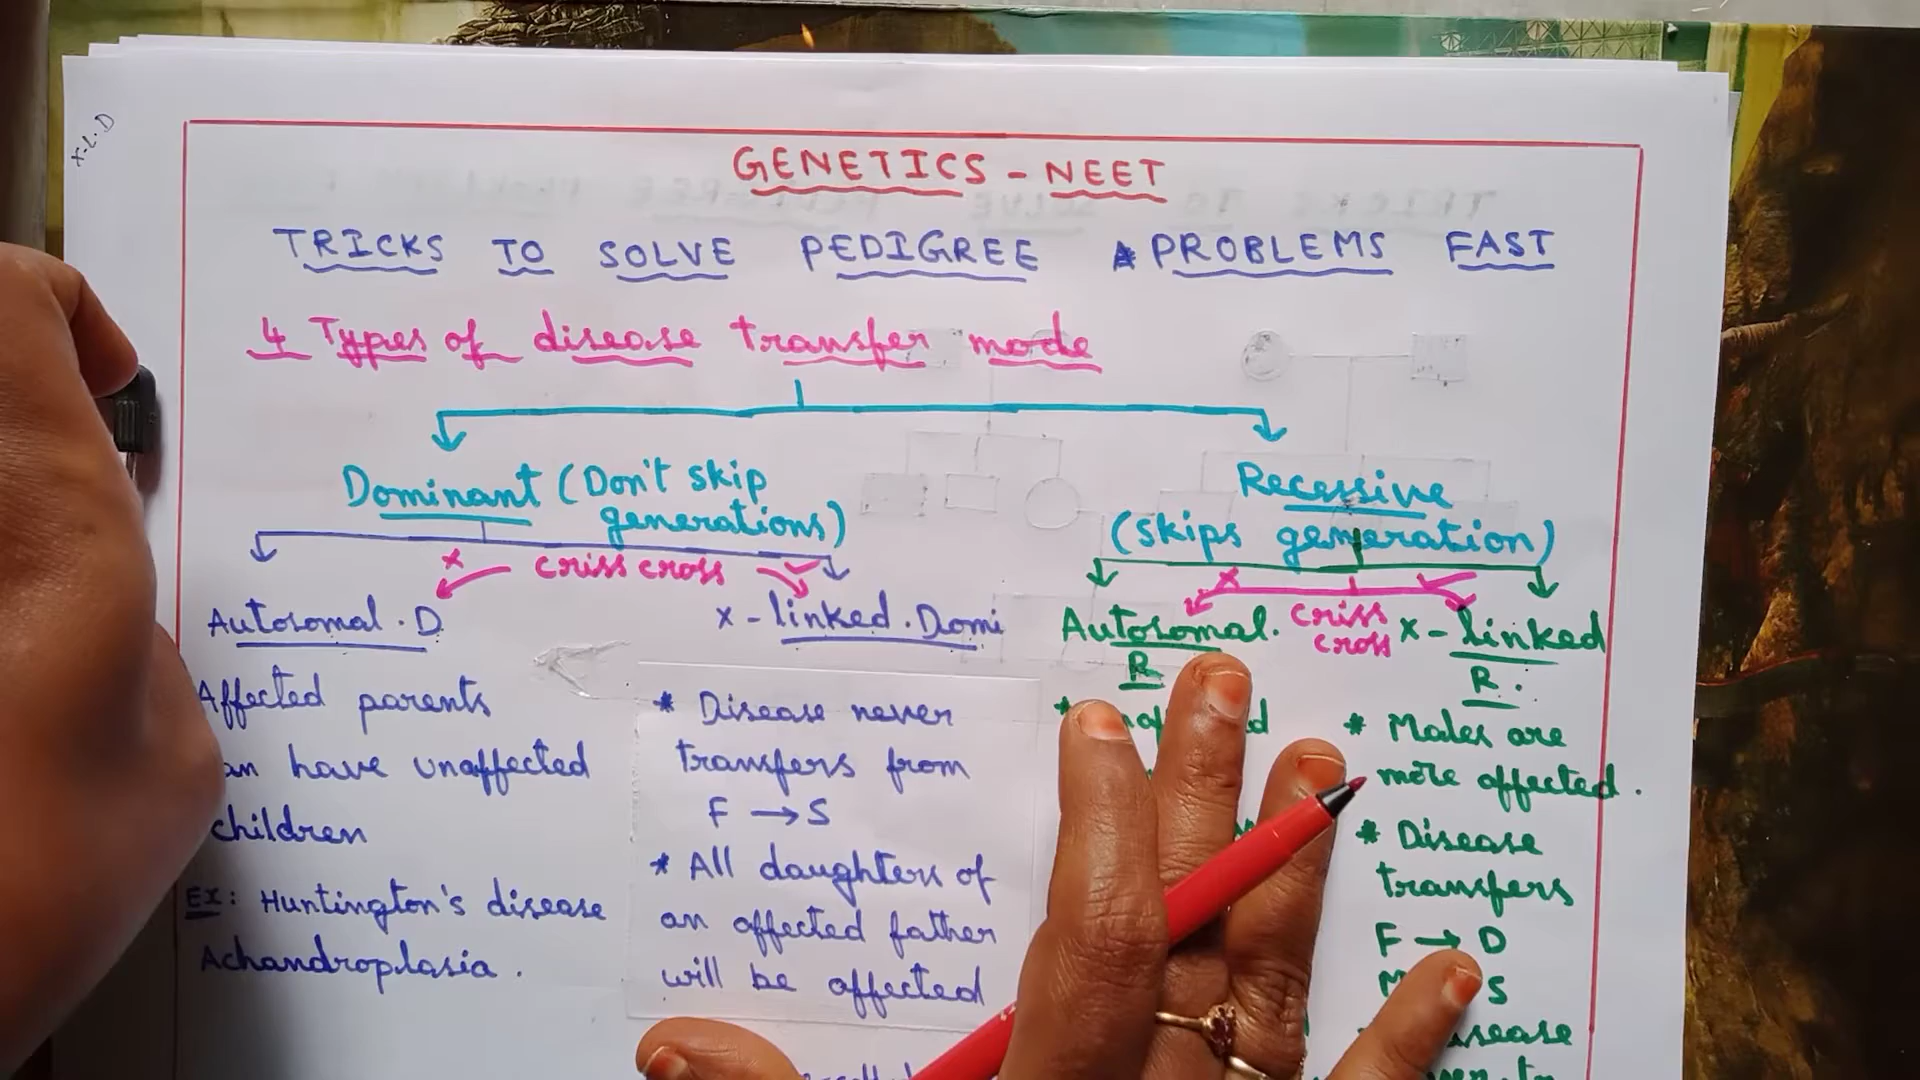 X-L.D
GENETICS - NEET
TRICKS TO SOLVE PEDIGREE PROBLEMS FAST
4 Types of disease transfer mode
Dominant (Don't skip
generations)
criss cross
Autosomal.D
x-linked.Domi
Affected parents
have unaffected
children
EX: Huntington's disease
Achandroplasia.
* Disease never
transfers from
F → S
* All daughters of
an affected father
will be affected
Recessive
(skips generation)
criss
cross
Autosomal.
R
x-linked
R.
* Males are
more affected.
* Disease
transfers
F → D
M S